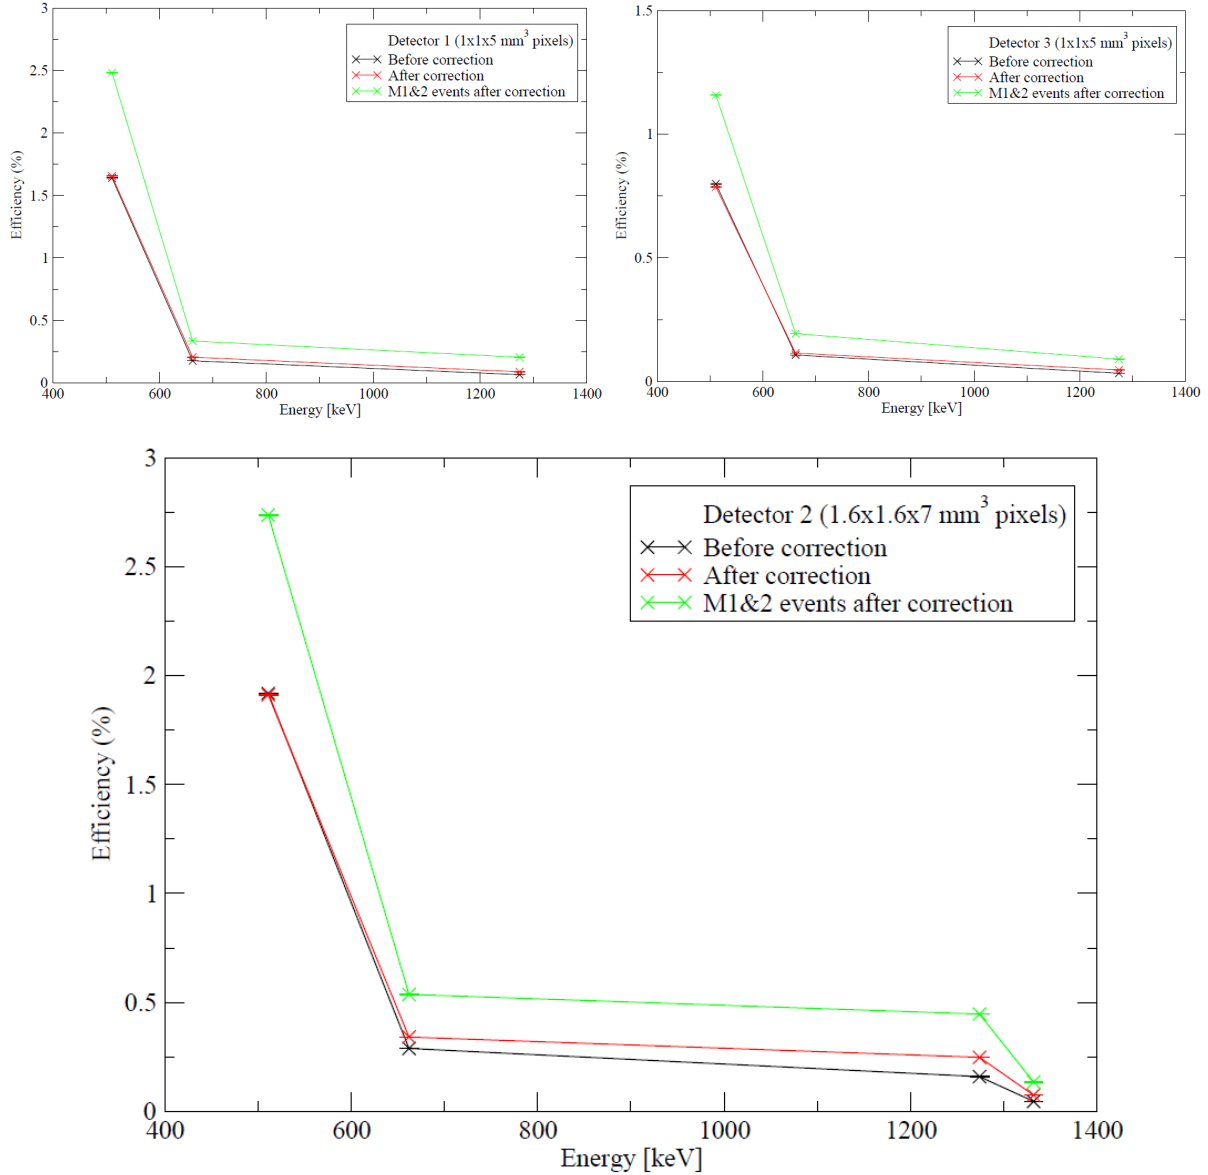 Detector 1 (1x1x5 mm³ pixels)
Before correction
After correction
M1&2 events after correction
3
2.5
2
1.5
1
0.5
0
Efficiency (%)
400
600
800
1000
1200
1400
Energy [keV]
Detector 3 (1x1x5 mm³ pixels)
Before correction
After correction
M1&2 events after correction
1.5
1
0.5
0
Efficiency (%)
400
600
800
1000
1200
1400
Energy [keV]
Detector 2 (1.6x1.6x7 mm³ pixels)
Before correction
After correction
M1&2 events after correction
3
2.5
2
1.5
1
0.5
0
Efficiency (%)
400
600
800
1000
1200
1400
Energy [keV]